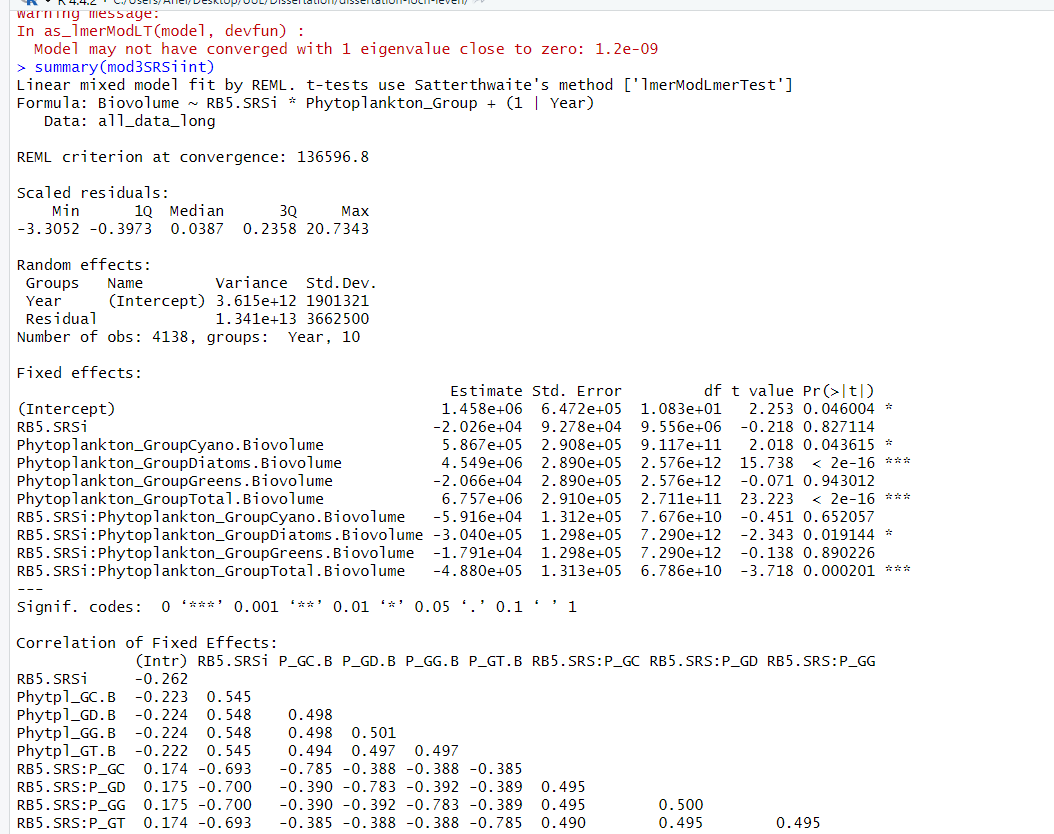 R 4.4.2 · C:/Users/Ariel/Desktop/UOL/Dissertation/dissertation-loch-leven/
Warning message:
In as_lmerModLT(model, devfun) :
  Model may not have converged with 1 eigenvalue close to zero: 1.2e-09
> summary(mod3SRSiint)
Linear mixed model fit by REML. t-tests use Satterthwaite's method ['lmerModLmerTest']
Formula: Biovolume ~ RB5.SRSi * Phytoplankton_Group + (1 | Year)
   Data: all_data_long
REML criterion at convergence: 136596.8
Scaled residuals:
    Min      1Q  Median      3Q     Max
-3.3052 -0.3973  0.0387  0.2358 20.7343
Random effects:
 Groups   Name        Variance  Std.Dev.
 Year     (Intercept) 3.615e+12 1901321
 Residual             1.341e+13 3662500
Number of obs: 4138, groups:  Year, 10
Fixed effects:
Estimate Std. Error df t value Pr(>|t|)
(Intercept) 1.458e+06 6.472e+05 1.083e+01 2.253 0.046004 *
RB5.SRSi -2.026e+04 9.278e+04 9.556e+06 -0.218 0.827114
Phytoplankton_GroupCyano.Biovolume 5.867e+05 2.908e+05 9.117e+11 2.018 0.043615 *
Phytoplankton_GroupDiatoms.Biovolume 4.549e+06 2.890e+05 2.576e+12 15.738 < 2e-16 ***
Phytoplankton_GroupGreens.Biovolume -2.066e+04 2.890e+05 2.576e+12 -0.071 0.943012
Phytoplankton_GroupTotal.Biovolume 6.757e+06 2.910e+05 2.711e+11 23.223 < 2e-16 ***
RB5.SRSi:Phytoplankton_GroupCyano.Biovolume -5.916e+04 1.312e+05 7.676e+10 -0.451 0.652057
RB5.SRSi:Phytoplankton_GroupDiatoms.Biovolume -3.040e+05 1.298e+05 7.290e+12 -2.343 0.019144 *
RB5.SRSi:Phytoplankton_GroupGreens.Biovolume -1.791e+04 1.298e+05 7.290e+12 -0.138 0.890226
RB5.SRSi:Phytoplankton_GroupTotal.Biovolume -4.880e+05 1.313e+05 6.786e+10 -3.718 0.000201 ***
---
Signif. codes:  0 ‘***’ 0.001 ‘**’ 0.01 ‘*’ 0.05 ‘.’ 0.1 ‘ ’ 1
Correlation of Fixed Effects:
(Intr) RB5.SRSi P_GC.B P_GD.B P_GG.B P_GT.B RB5.SRS:P_GC RB5.SRS:P_GD RB5.SRS:P_GG
RB5.SRSi -0.262
Phytpl_GC.B -0.223 0.545
Phytpl_GD.B -0.224 0.548 0.498
Phytpl_GG.B -0.224 0.548 0.498 0.501
Phytpl_GT.B -0.222 0.545 0.494 0.497 0.497
RB5.SRS:P_GC 0.174 -0.693 -0.785 -0.388 -0.388 -0.385
RB5.SRS:P_GD 0.175 -0.700 -0.390 -0.783 -0.392 -0.389 0.495
RB5.SRS:P_GG 0.175 -0.700 -0.390 -0.392 -0.783 -0.389 0.495 0.500
RB5.SRS:P_GT 0.174 -0.693 -0.385 -0.388 -0.388 -0.785 0.490 0.495 0.495